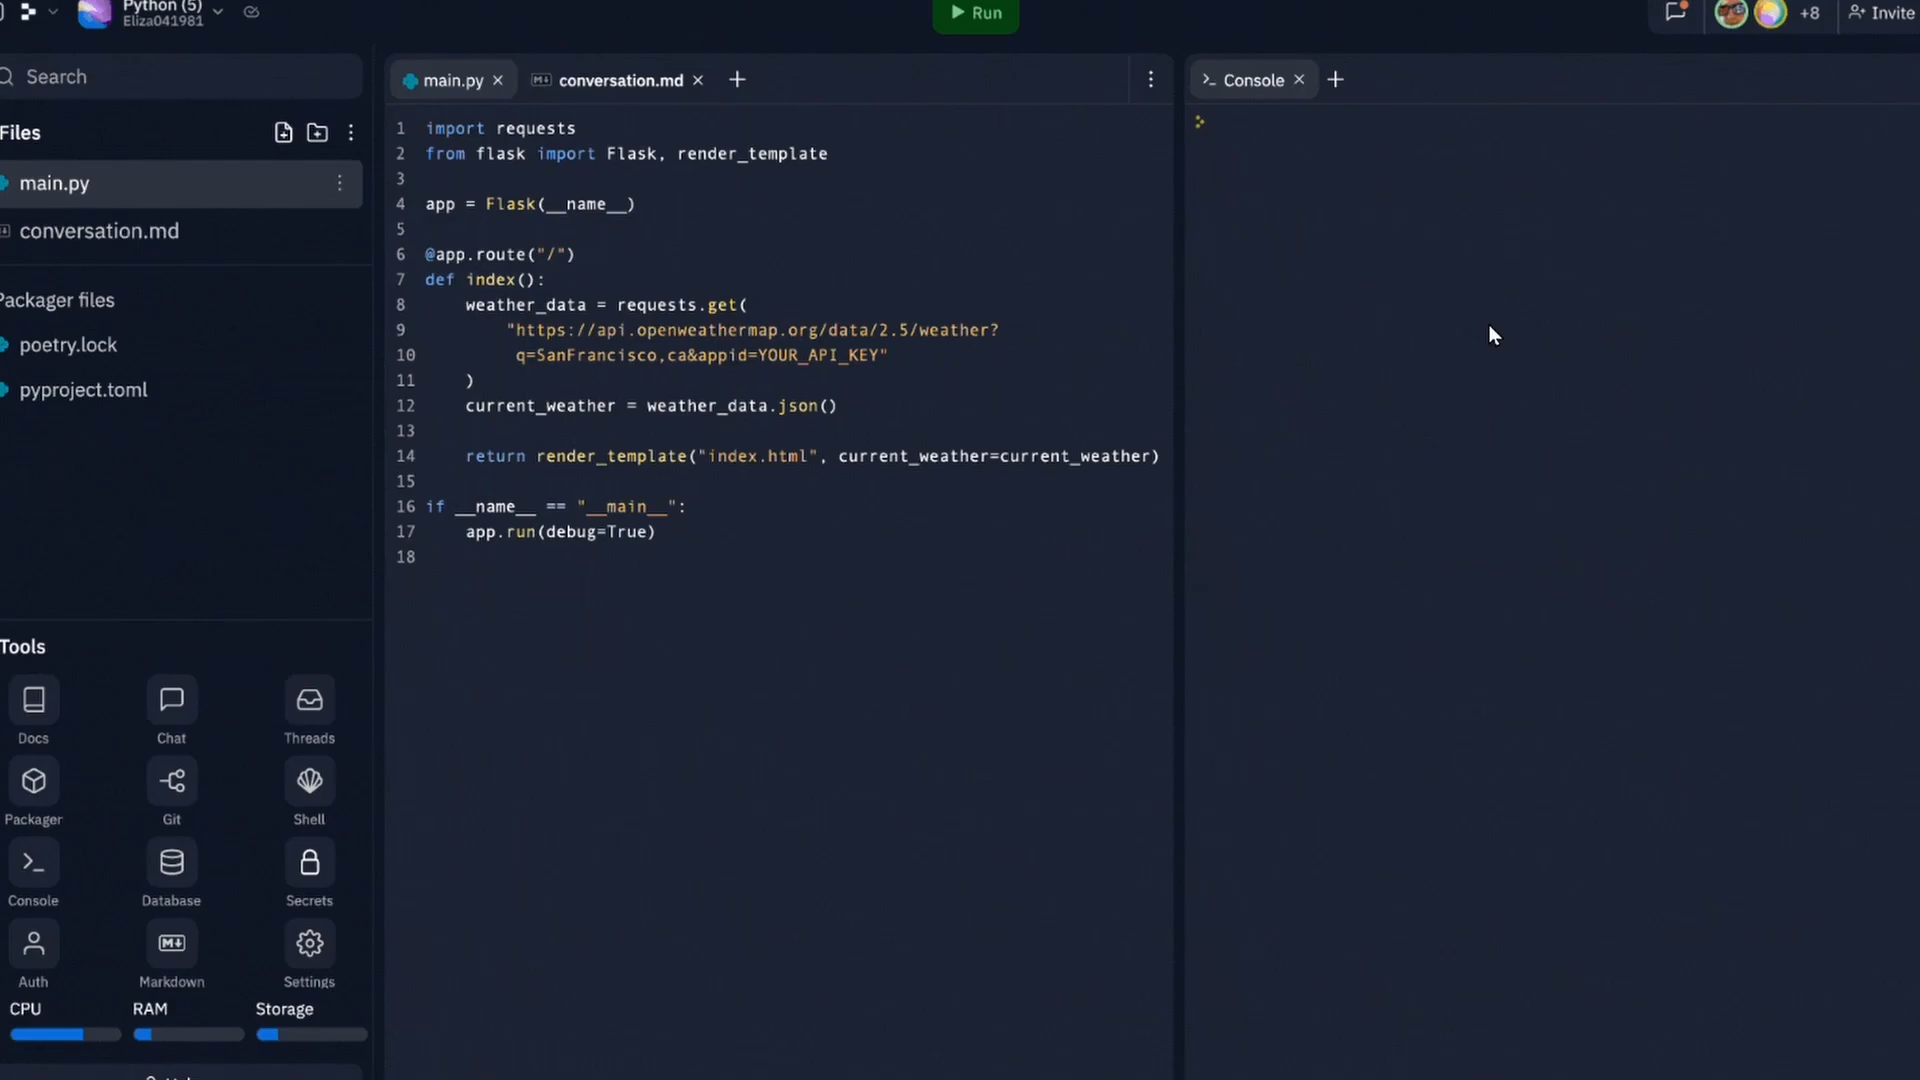 Python (5)
Eliza041981
Run
+8
Invite
Search
Files
main.py
conversation.md
Packager files
poetry.lock
pyproject.toml
Tools
Docs
Chat
Threads
Packager
Git
Shell
Console
Database
Secrets
Auth
Markdown
Settings
CPU
RAM
Storage
main.py
conversation.md
1 import requests
2 from flask import Flask, render_template
3
4 app = Flask(__name__)
5
6 @app.route("/")
7 def index():
8 weather_data = requests.get(
9 "https://api.openweathermap.org/data/2.5/weather?
10 q=SanFrancisco,ca&appid=YOUR_API_KEY"
11 )
12 current_weather = weather_data.json()
13
14 return render_template("index.html", current_weather=current_weather)
15
16 if __name__ == "__main__":
17 app.run(debug=True)
18
Console